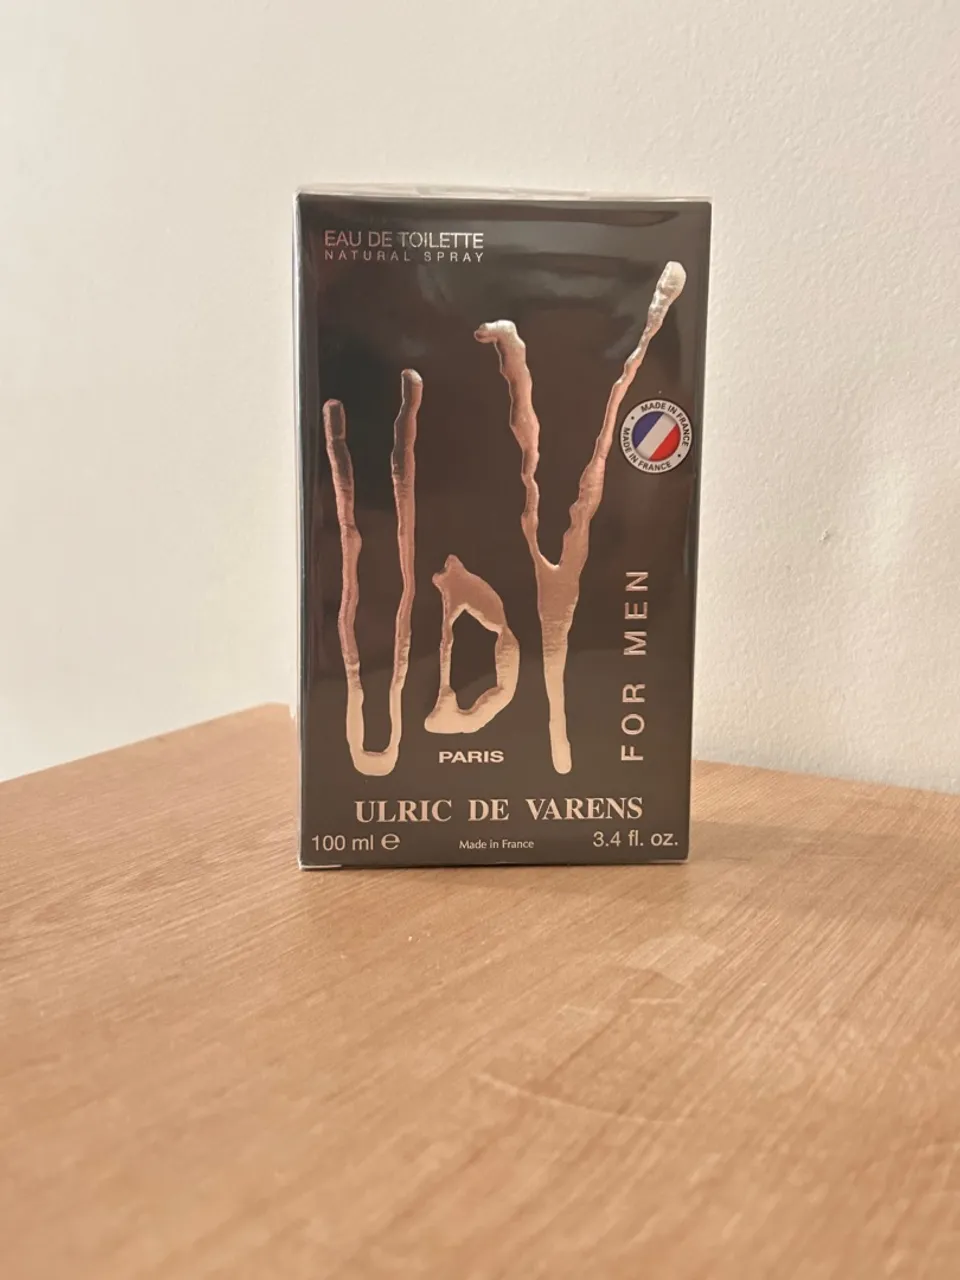 EAU DE TOILETTE
NATURAL SPRAY
UDV
MADE IN FRANCE • MADE IN FRANCE •
FOR MEN
PARIS
ULRIC DE VARENS
100 ml ℮
Made in France
3.4 fl. oz.